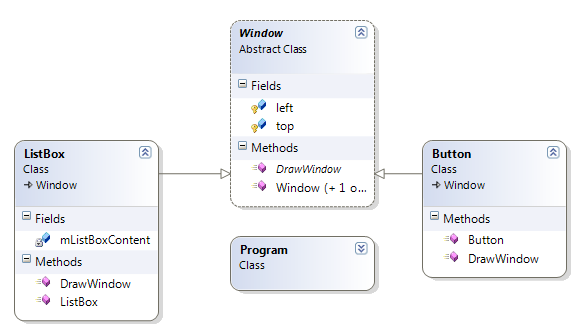 Window
Abstract Class
Fields
left
top
Methods
DrawWindow
Window (+ 1 o...
ListBox
Class
Window
Fields
mListBoxContent
Methods
DrawWindow
ListBox
Program
Class
Button
Class
Window
Methods
Button
DrawWindow